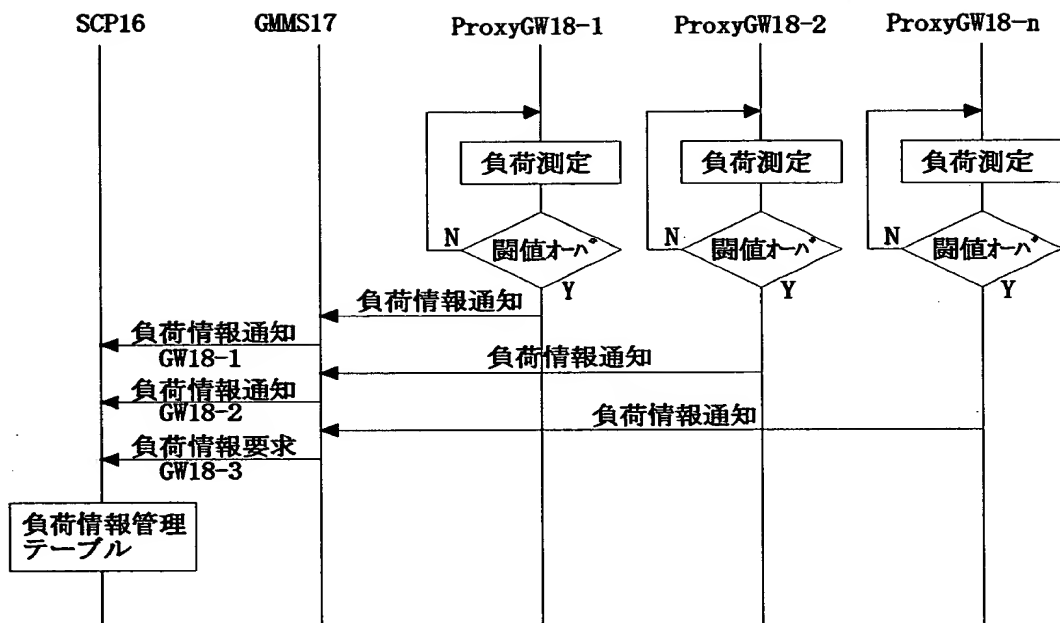 SCP16 GMMS17 ProxyGW18-1 ProxyGW18-2 ProxyGW18-n
負荷測定 負荷測定 負荷測定
N 閾値オーバ N 閾値オーバ N 閾値オーバ
Y Y Y
負荷情報通知
負荷情報通知
GW18-1
負荷情報通知
負荷情報通知
GW18-2
負荷情報通知
負荷情報要求
GW18-3
負荷情報管理
テーブル